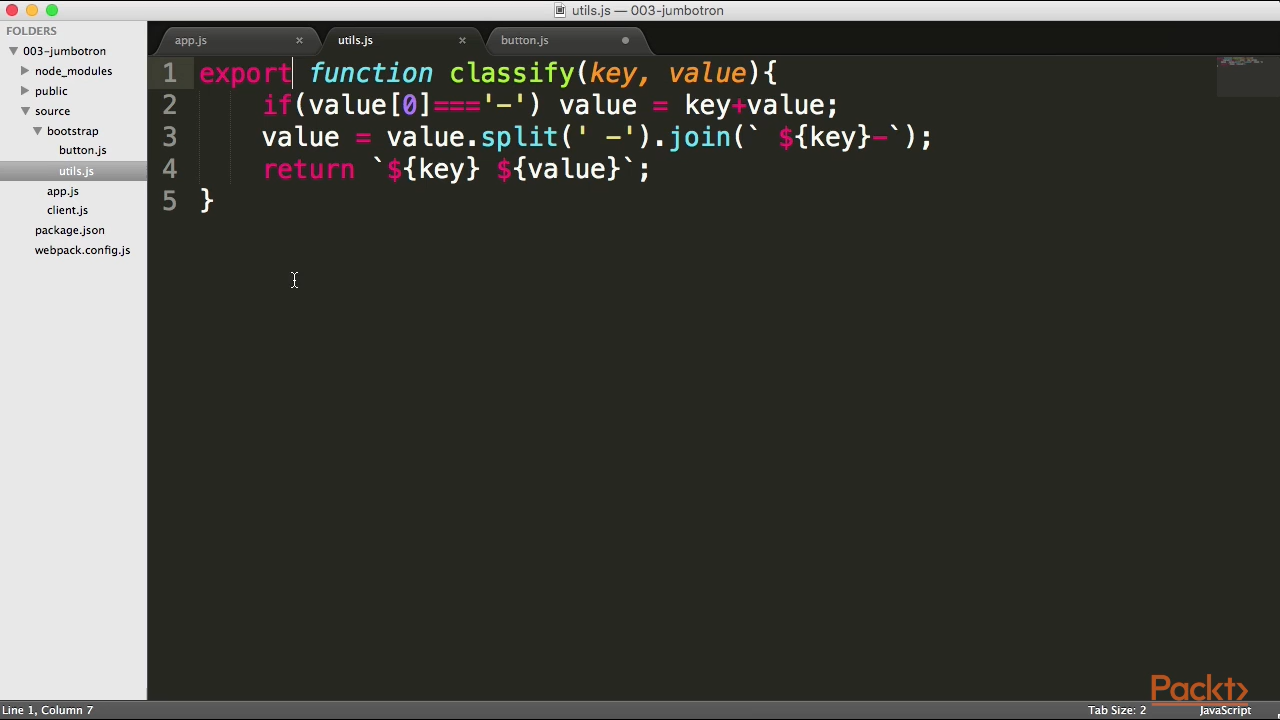 utils.js — 003-jumbotron
FOLDERS
003-jumbotron
node_modules
public
source
bootstrap
button.js
utils.js
app.js
client.js
package.json
webpack.config.js
app.js × utils.js × button.js
1 export function classify(key, value){
2 if(value[0]==='-') value = key+value;
3 value = value.split(' -').join(` ${key}-`);
4 return `${key} ${value}`;
5 }
Packt
Line 1, Column 7
Tab Size: 2
JavaScript